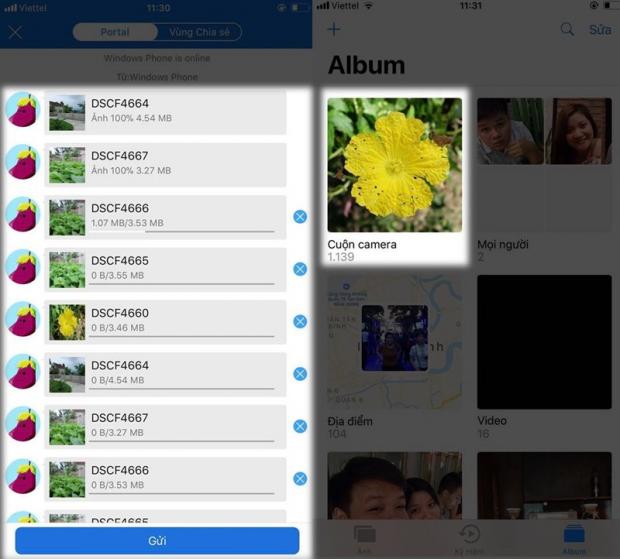 Viettel
11:30
Portal
Vùng Chia sẻ
Windows Phone is online
Từ:Windows Phone
DSCF4664
Ảnh 100% 4.54 MB
DSCF4667
Ảnh 100% 3.27 MB
DSCF4666
1.07 MB/3.53 MB
DSCF4665
0 B/3.55 MB
DSCF4660
0 B/3.46 MB
DSCF4664
0 B/4.54 MB
DSCF4667
0 B/3.27 MB
DSCF4666
0 B/3.53 MB
DSCF4665
Gửi
Viettel
11:31
Sửa
Album
Cuộn camera
1.139
Mọi người
2
Địa điểm
104
Video
16
Ảnh
Kỷ niệm
Album